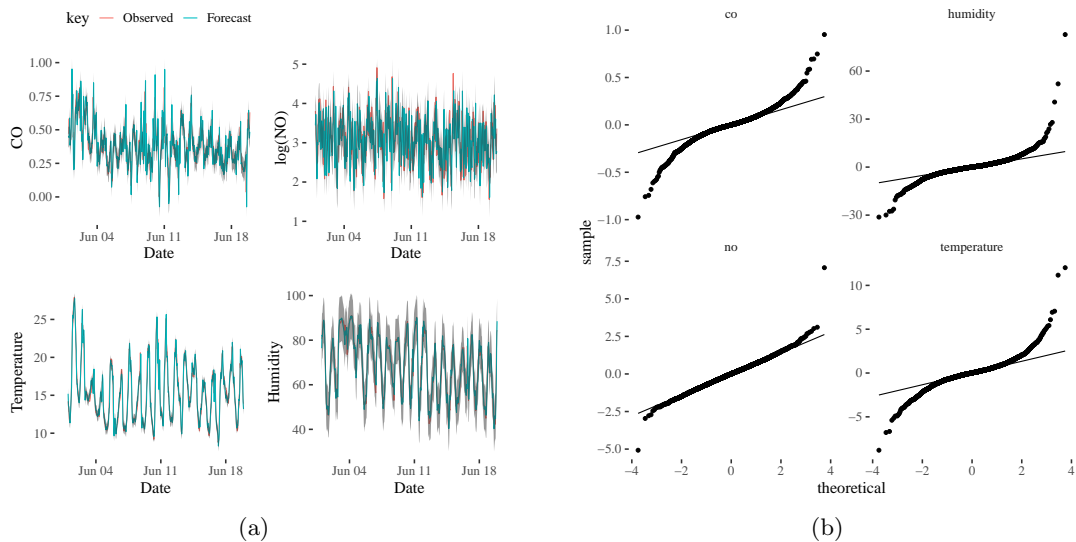 key Observed Forecast
CO
1.00
0.75
0.50
0.25
0.00
Jun 04 Jun 11 Jun 18
Date
log(NO)
5
4
3
2
1
Jun 04 Jun 11 Jun 18
Date
Temperature
25
20
15
10
Jun 04 Jun 11 Jun 18
Date
Humidity
100
80
60
40
Jun 04 Jun 11 Jun 18
Date
(a)
sample
co
1.0
0.5
0.0
−0.5
−1.0
humidity
60
30
0
−30
no
7.5
5.0
2.5
0.0
−2.5
−5.0
−4 −2 0 2 4
temperature
10
5
0
−5
−4 −2 0 2 4
theoretical
(b)